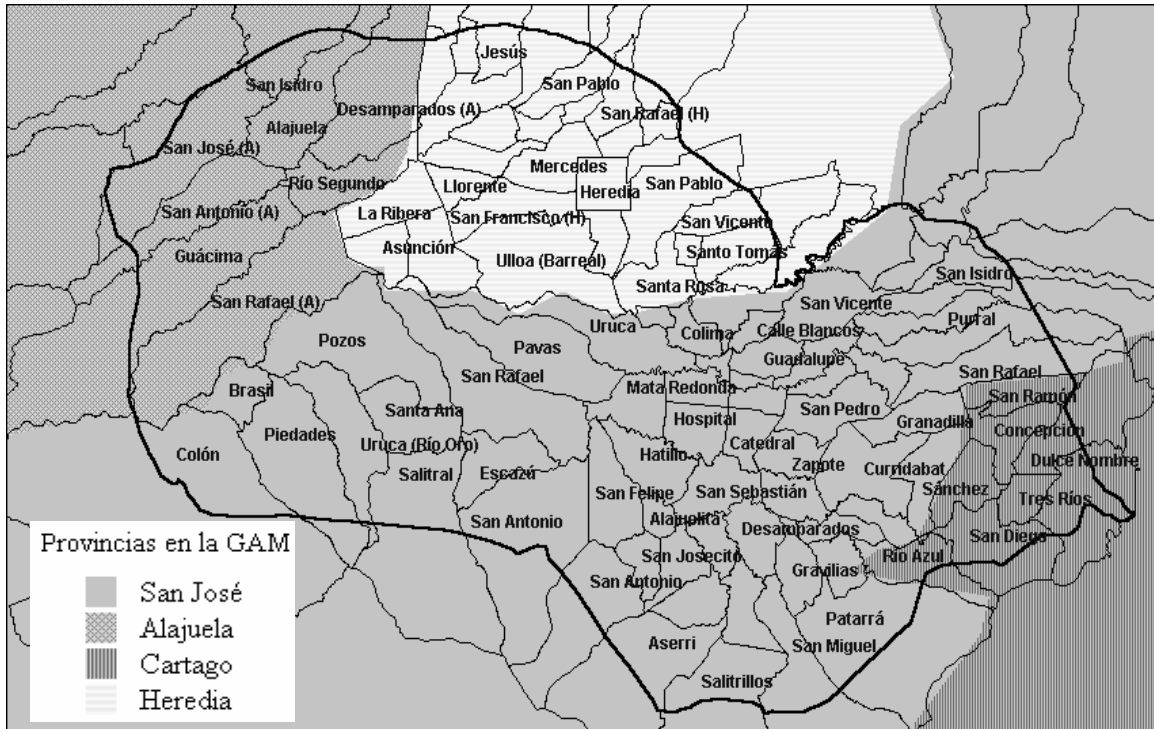 Jesús
San Isidro
San Pablo
Desamparados (A)
San Rafael (H)
Alajuela
San José (A)
Mercedes
Río Segundo
Llorente
Heredia
San Pablo
San Antonio (A)
La Ribera
San Francisco (H)
San Vicente
Asunción
Santo Tomás
Guácima
Ulloa (Barreal)
San Isidro
Santa Rosa
San Rafael (A)
San Vicente
Purral
Uruca
Colima
Calle Blancos
Pozos
Pavas
Guadalupe
San Rafael
San Rafael
Brasil
Mata Redonda
San Ramón
Santa Ana
Hospital
San Pedro
Granadilla
Concepción
Piedades
Uruca (Río Oro)
Catedral
Colón
Hatillo
Dulce Nombre
Salitral
Escazú
Zapote
Curridabat
San Felipe
San Sebastián
Sánchez
Tres Ríos
San Antonio
Alajuelita
Desamparados
San Diego
San Josecito
Río Azul
San Antonio
Gravilias
Patarrá
Aserri
San Miguel
Salitrillos
Provincias en la GAM
San José
Alajuela
Cartago
Heredia